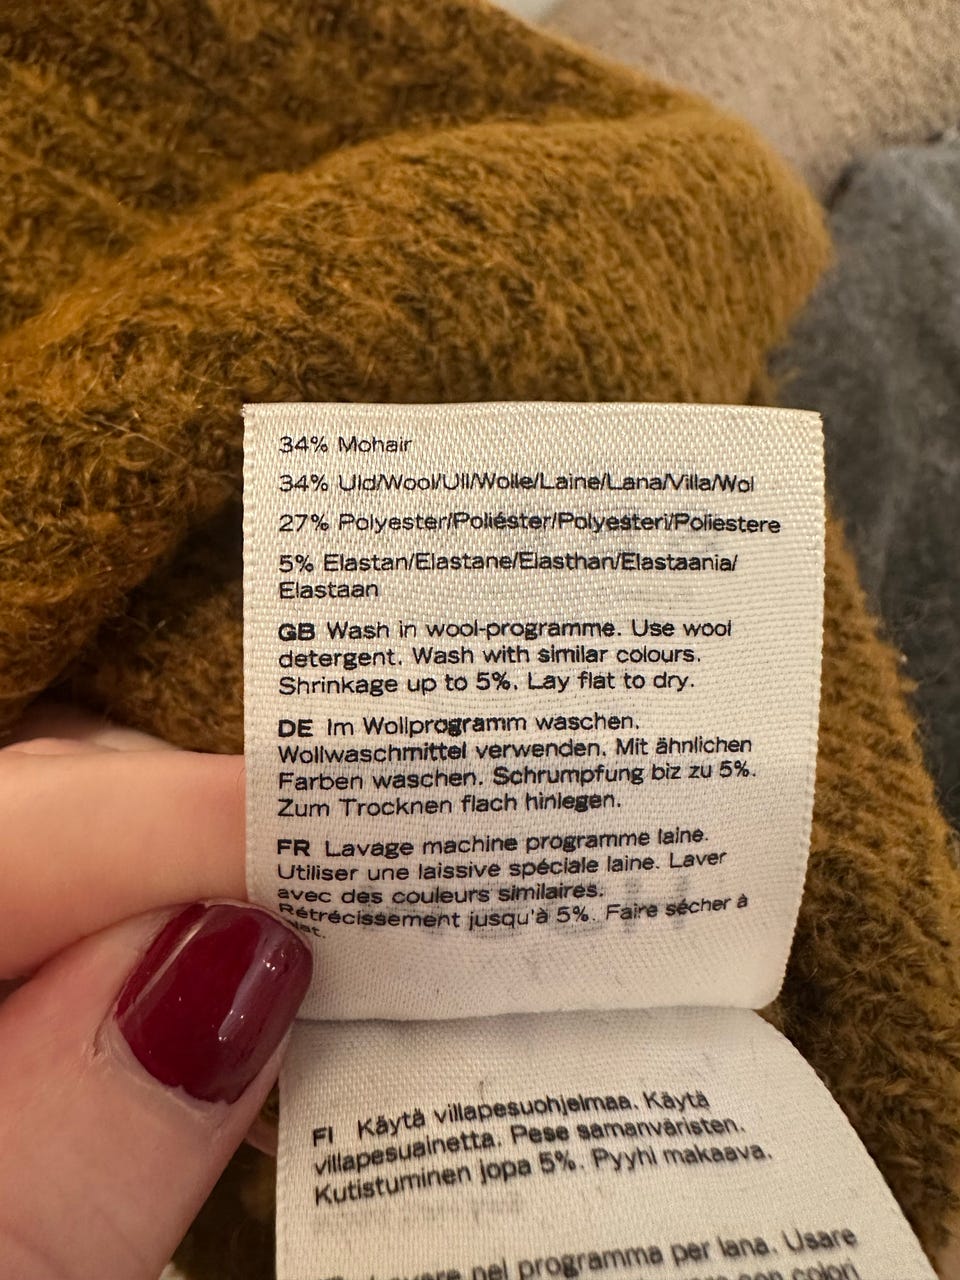 34% Mohair
34% Uld/Wool/Ull/Wolle/Laine/Lana/Villa/Wol
27% Polyester/Poliéster/Polyesteri/Poliestere
5% Elastan/Elastane/Elasthan/Elastaania/
Elastaan
GB Wash in wool-programme. Use wool
detergent. Wash with similar colours.
Shrinkage up to 5%. Lay flat to dry.
DE Im Wollprogramm waschen.
Wollwaschmittel verwenden. Mit ähnlichen
Farben waschen. Schrumpfung biz zu 5%.
Zum Trocknen flach hinlegen.
FR Lavage machine programme laine.
Utiliser une laissive spéciale laine. Laver
avec des couleurs similaires.
Rétrécissement jusqu'à 5%. Faire sécher à
FI Käytä villapesuohjelmaa. Käytä
villapesuainetta. Pese samanväristen.
Kutistuminen jopa 5%. Pyyhi makaava.
nel programma per lana. Usare
con colori